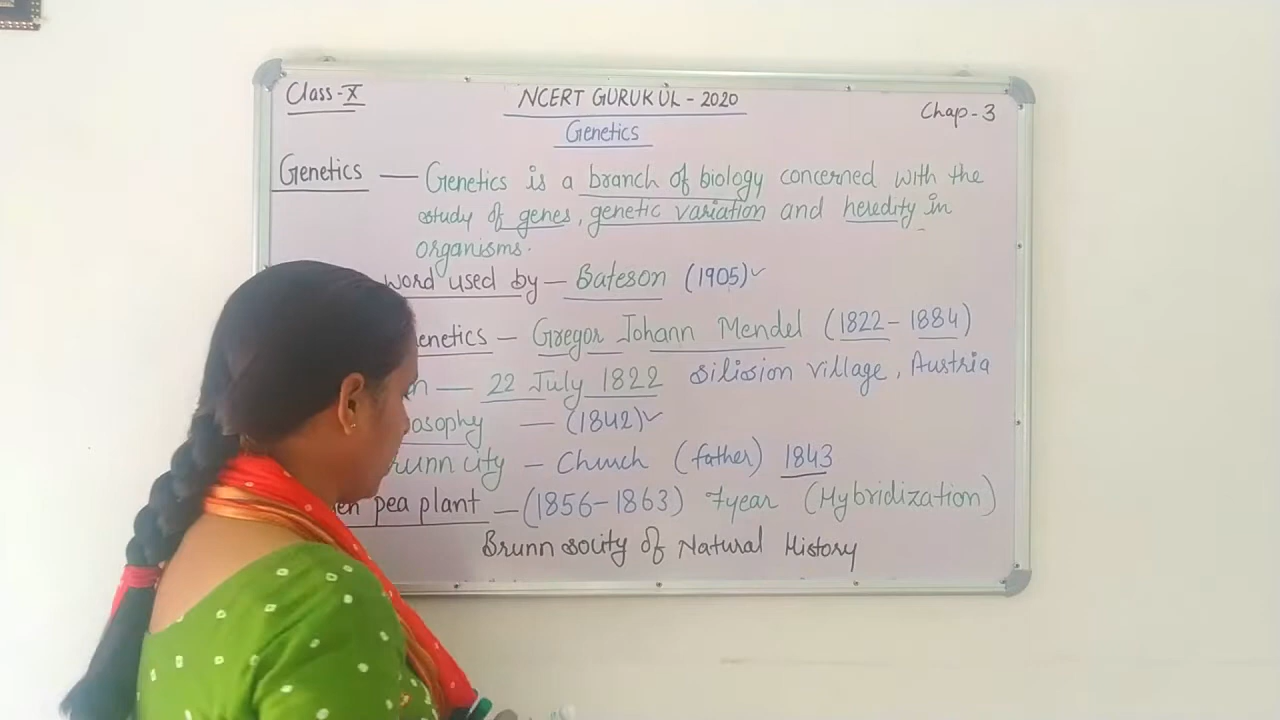 Class-X
NCERT GURUKUL - 2020
Chap-3
Genetics
Genetics — Genetics is a branch of biology concerned with the
study of genes, genetic variation and heredity in
organisms.
word used by — Bateson (1905)✓
enetics — Gregor Johann Mendel (1822-1884)
n — 22 July 1822 silision village, Austria
osophy — (1842)✓
runn city — Church (father) 1843
en pea plant — (1856-1863) 7year (Hybridization)
Brunn socity of Natural History